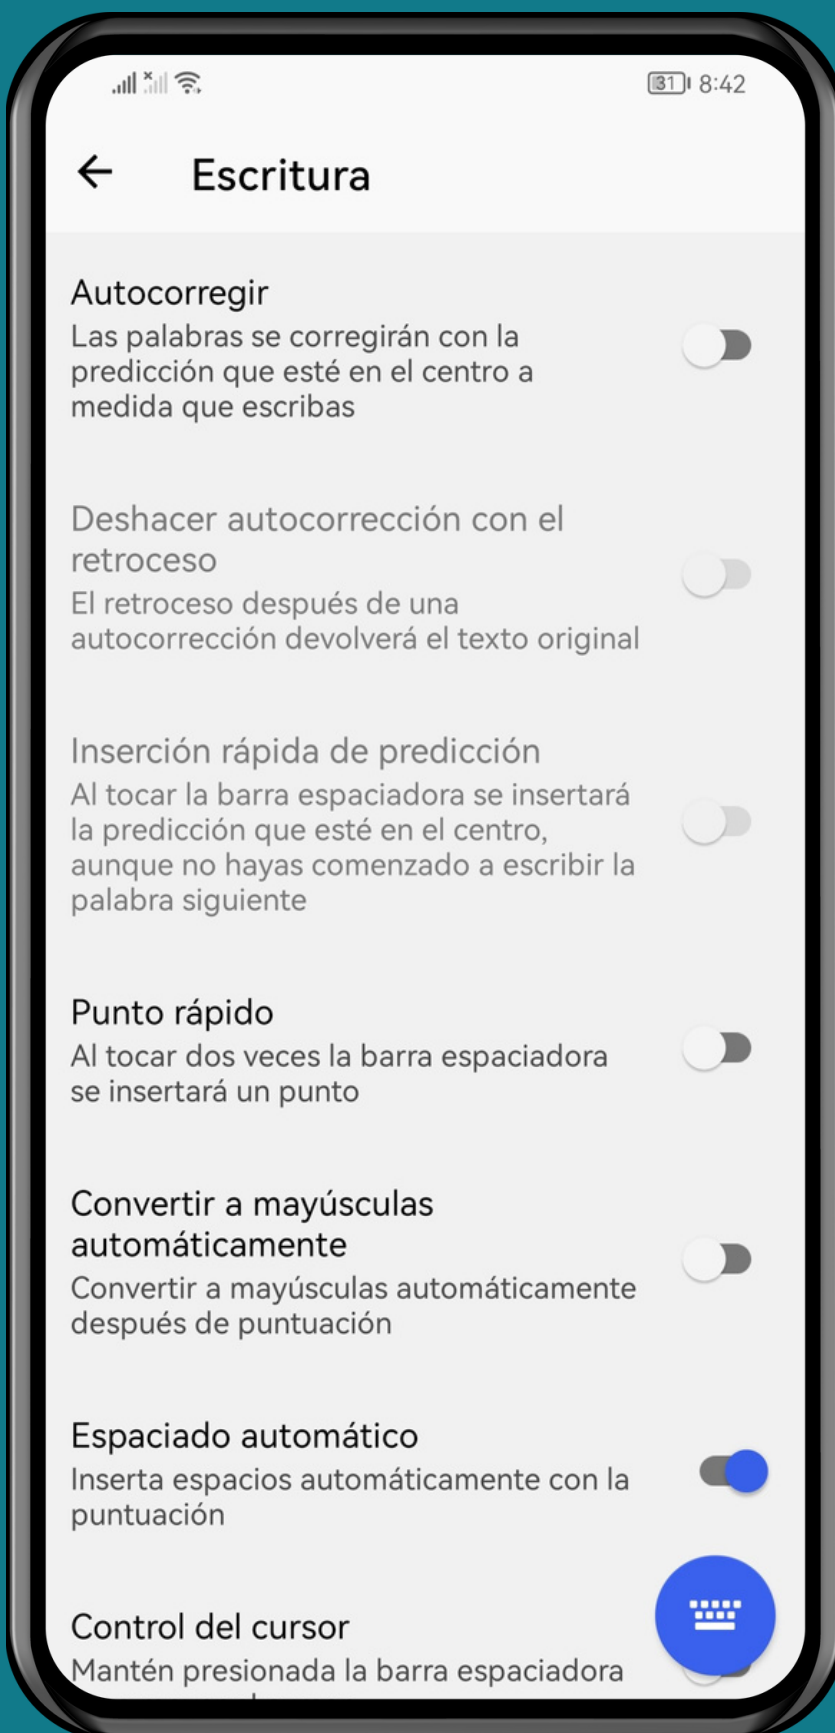 31 8:42
Escritura
Autocorregir
Las palabras se corregirán con la
predicción que esté en el centro a
medida que escribas
Deshacer autocorrección con el
retroceso
El retroceso después de una
autocorrección devolverá el texto original
Inserción rápida de predicción
Al tocar la barra espaciadora se insertará
la predicción que esté en el centro,
aunque no hayas comenzado a escribir la
palabra siguiente
Punto rápido
Al tocar dos veces la barra espaciadora
se insertará un punto
Convertir a mayúsculas
automáticamente
Convertir a mayúsculas automáticamente
después de puntuación
Espaciado automático
Inserta espacios automáticamente con la
puntuación
Control del cursor
Mantén presionada la barra espaciadora